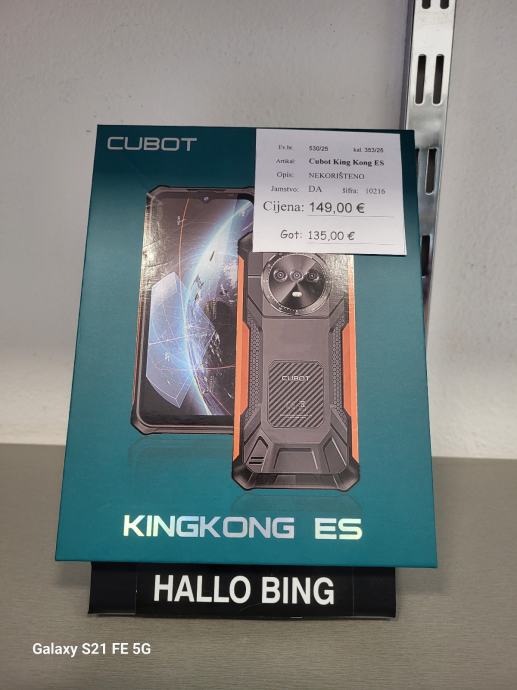 CUBOT
Ev.br. 530/25 kal. 353/25
Artikal: Cubot King Kong ES
Opis: NEKORIŠTENO
Jamstvo: DA šifra: 10216
Cijena: 149,00 €
Got: 135,00 €
CUBOT
KINGKONG ES
HALLO BING
Galaxy S21 FE 5G